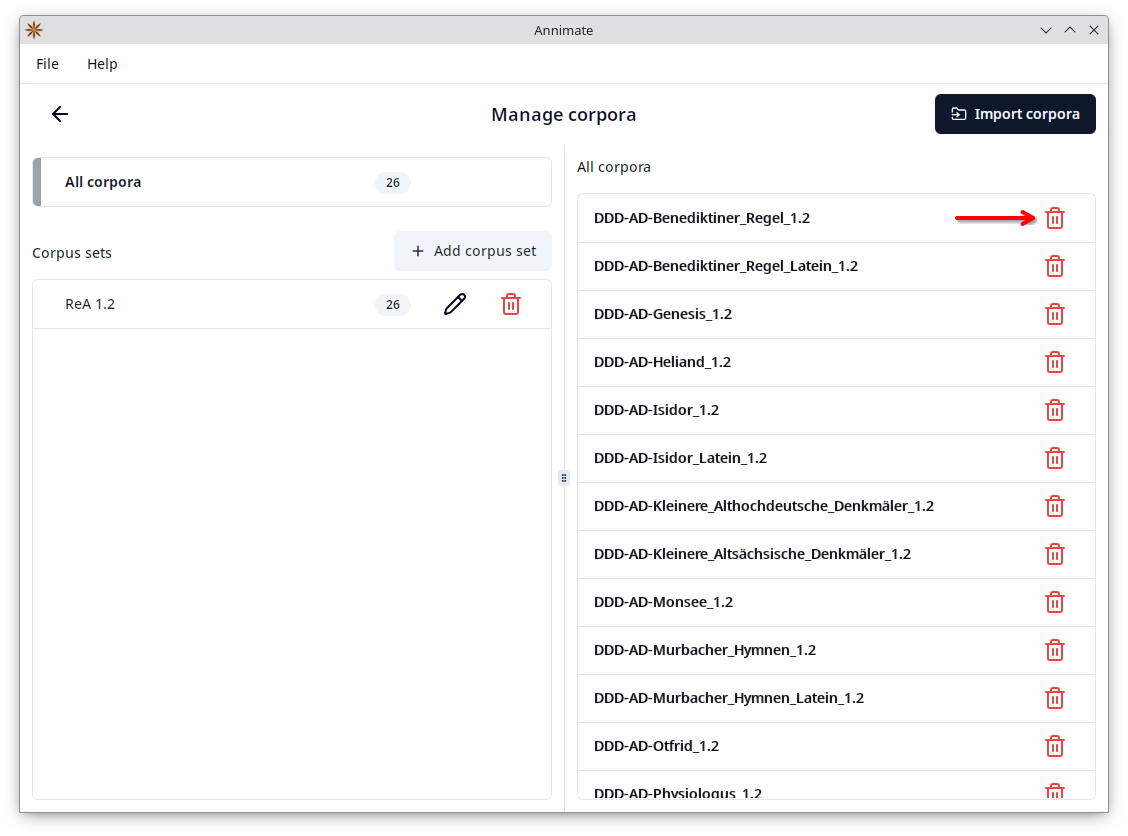 Annimate
File Help
Manage corpora
Import corpora
All corpora 26
Corpus sets
Add corpus set
ReA 1.2 26
All corpora
DDD-AD-Benediktiner_Regel_1.2
DDD-AD-Benediktiner_Regel_Latein_1.2
DDD-AD-Genesis_1.2
DDD-AD-Heliand_1.2
DDD-AD-Isidor_1.2
DDD-AD-Isidor_Latein_1.2
DDD-AD-Kleinere_Althochdeutsche_Denkmäler_1.2
DDD-AD-Kleinere_Altsächsische_Denkmäler_1.2
DDD-AD-Monsee_1.2
DDD-AD-Murbacher_Hymnen_1.2
DDD-AD-Murbacher_Hymnen_Latein_1.2
DDD-AD-Otfrid_1.2
DDD-AD-Physiologus_1.2